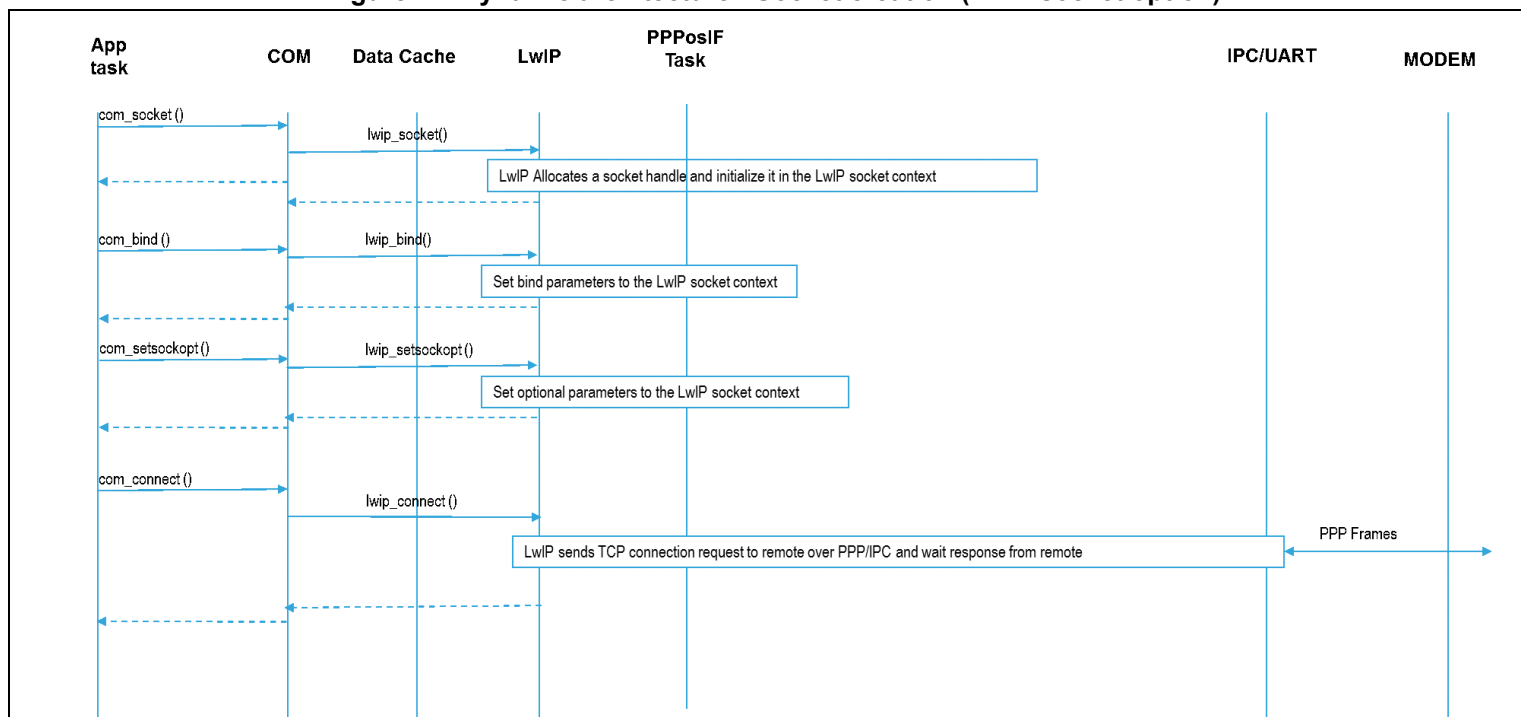 App
task
COM
Data Cache
LwIP
PPPosIF
Task
IPC/UART
MODEM
com_socket ()
lwip_socket()
LwIP Allocates a socket handle and initialize it in the LwIP socket context
com_bind ()
lwip_bind()
Set bind parameters to the LwIP socket context
com_setsockopt ()
lwip_setsockopt ()
Set optional parameters to the LwIP socket context
com_connect ()
lwip_connect ()
LwIP sends TCP connection request to remote over PPP/IPC and wait response from remote
PPP Frames